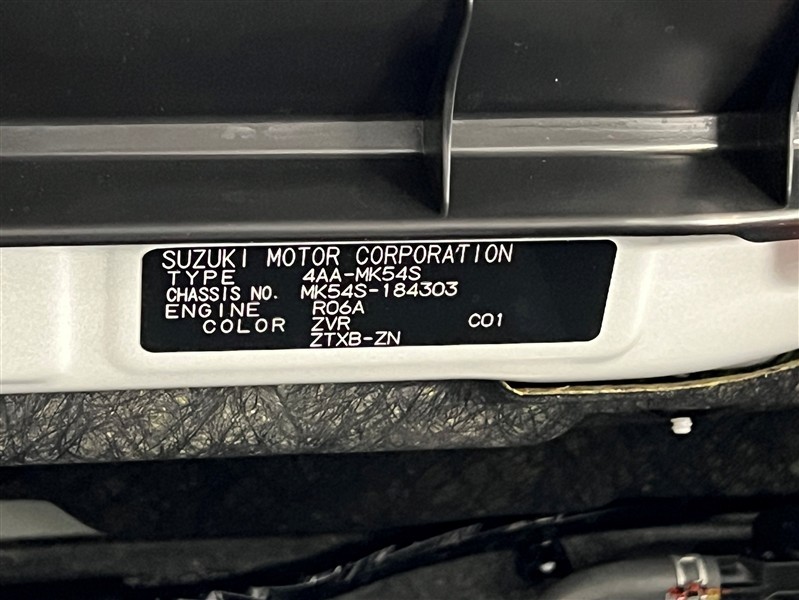 SUZUKI MOTOR CORPORATION
TYPE 4AA-MK54S
CHASSIS NO. MK54S-184303
ENGINE R06A
COLOR ZVR C01
ZTXB-ZN